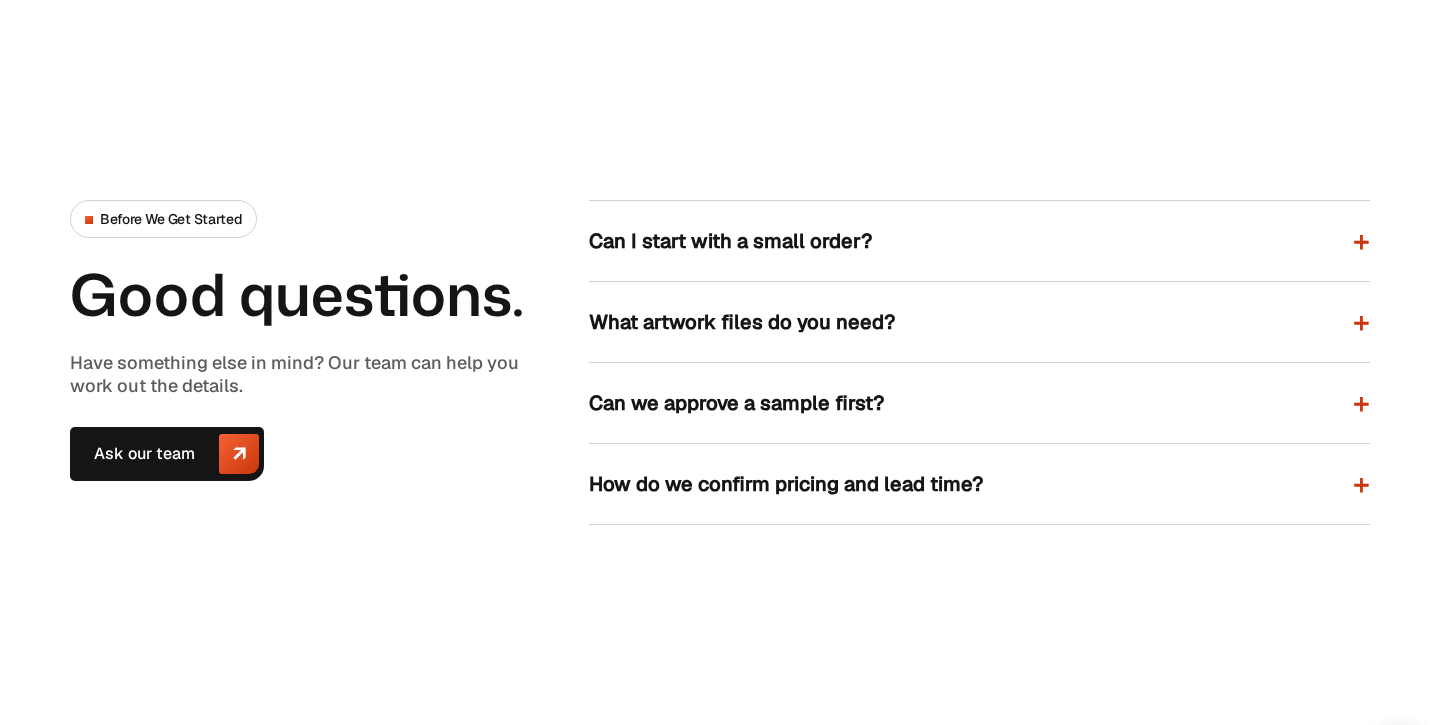 Before We Get Started
Good questions.
Have something else in mind? Our team can help you
work out the details.
Ask our team
Can I start with a small order?
What artwork files do you need?
Can we approve a sample first?
How do we confirm pricing and lead time?